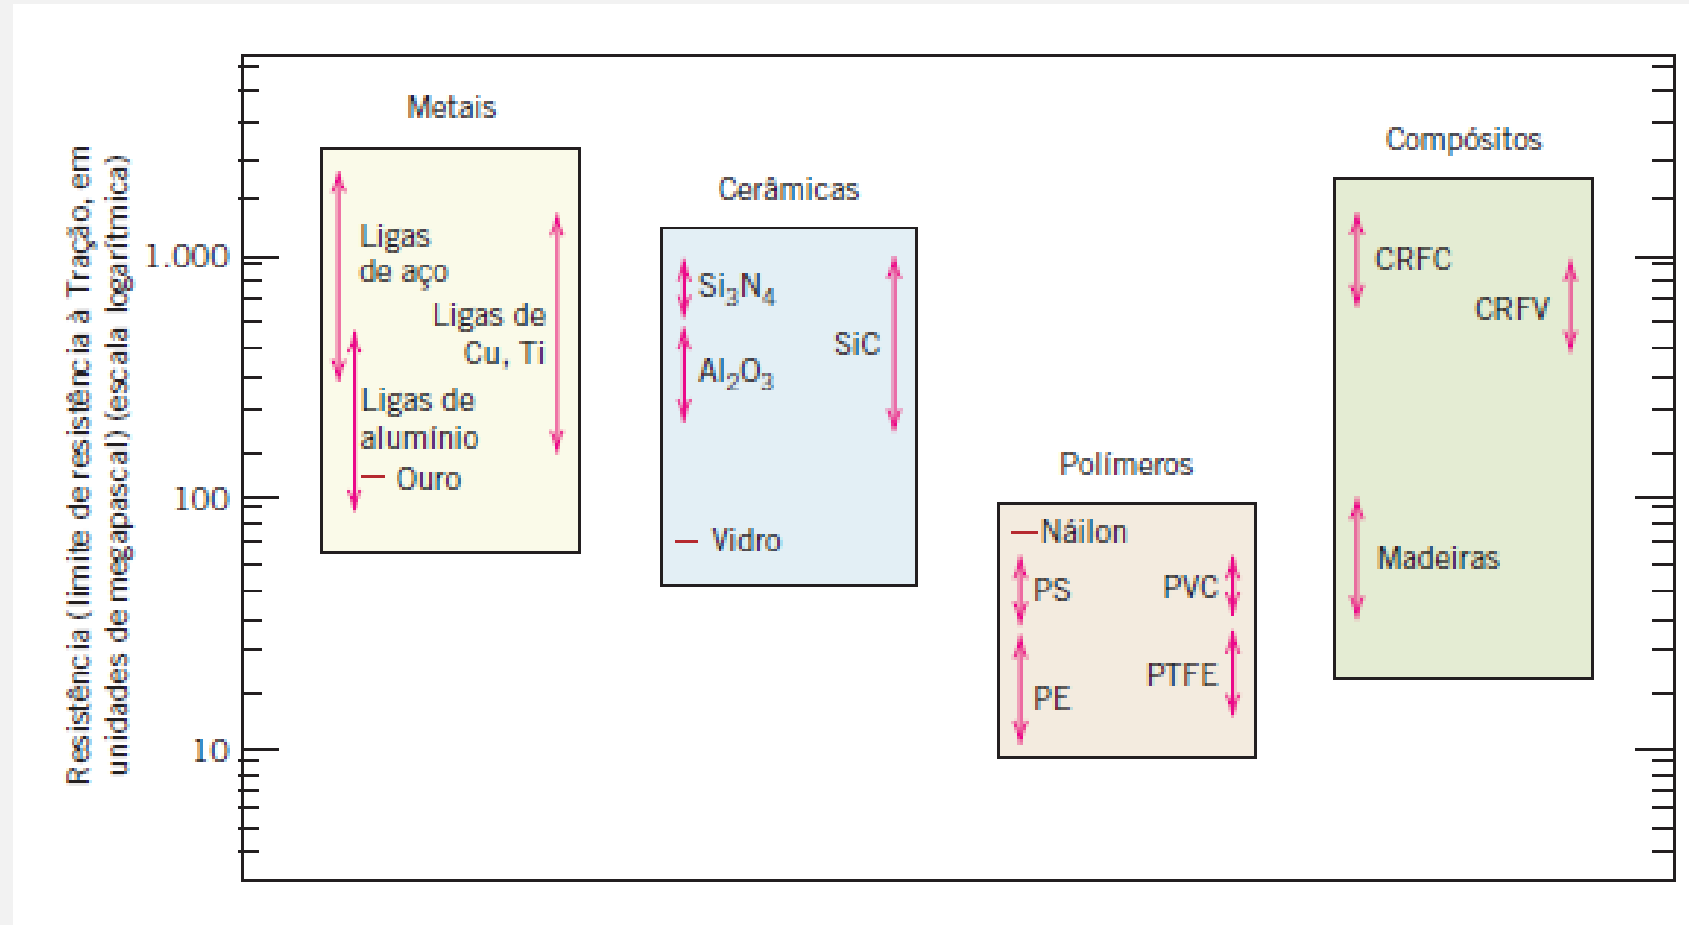 Resistência (limite de resistência à Tração, em
unidades de megapascal) (escala logarítmica)
1.000
100
10
Metais
Ligas
de aço
Ligas de
Cu, Ti
Ligas de
alumínio
Ouro
Cerâmicas
Si₃N₄
Al₂O₃
SiC
Vidro
Polímeros
Náilon
PS
PVC
PE
PTFE
Compósitos
CRFC
CRFV
Madeiras